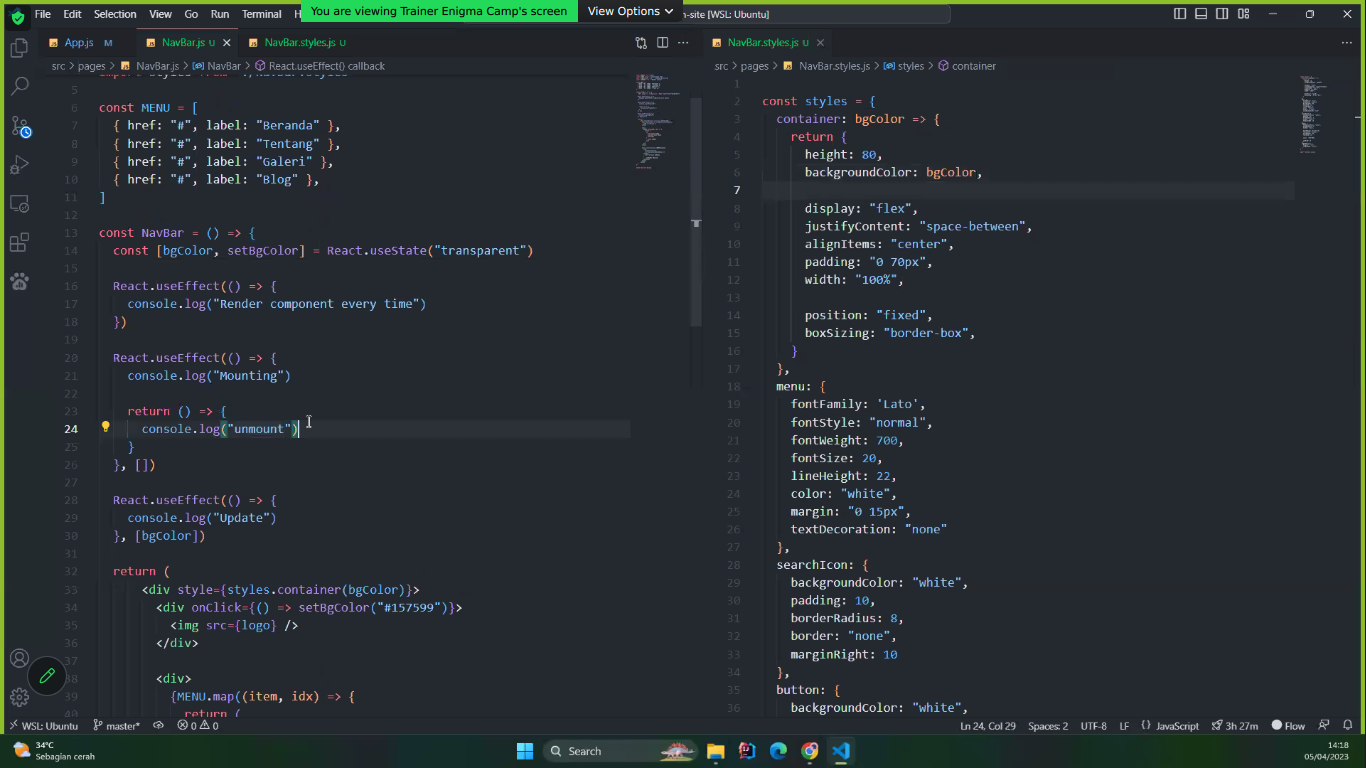 File Edit Selection View Go Run Terminal H
You are viewing Trainer Enigma Camp's screen
View Options
n-site [WSL: Ubuntu]
App.js M
NavBar.js U
NavBar.styles.js U
src > pages > NavBar.js > NavBar > React.useEffect() callback
5
6 const MENU = [
7 { href: "#", label: "Beranda" },
8 { href: "#", label: "Tentang" },
9 { href: "#", label: "Galeri" },
10 { href: "#", label: "Blog" },
11 ]
12
13 const NavBar = () => {
14 const [bgColor, setBgColor] = React.useState("transparent")
15
16 React.useEffect(() => {
17 console.log("Render component every time")
18 })
19
20 React.useEffect(() => {
21 console.log("Mounting")
22
23 return () => {
24 console.log("unmount")
25 }
26 }, [])
27
28 React.useEffect(() => {
29 console.log("Update")
30 }, [bgColor])
31
32 return (
33 <div style={styles.container(bgColor)}>
34 <div onClick={() => setBgColor("#157599")}>
35 <img src={logo} />
36 </div>
37
38 <div>
39 {MENU.map((item, idx) => {
40 return (
NavBar.styles.js U
src > pages > NavBar.styles.js > styles > container
1
2 const styles = {
3 container: bgColor => {
4 return {
5 height: 80,
6 backgroundColor: bgColor,
7
8 display: "flex",
9 justifyContent: "space-between",
10 alignItems: "center",
11 padding: "0 70px",
12 width: "100%",
13
14 position: "fixed",
15 boxSizing: "border-box",
16 }
17 },
18 menu: {
19 fontFamily: 'Lato',
20 fontStyle: "normal",
21 fontWeight: 700,
22 fontSize: 20,
23 lineHeight: 22,
24 color: "white",
25 margin: "0 15px",
26 textDecoration: "none"
27 },
28 searchIcon: {
29 backgroundColor: "white",
30 padding: 10,
31 borderRadius: 8,
32 border: "none",
33 marginRight: 10
34 },
35 button: {
36 backgroundColor: "white",
WSL: Ubuntu master* 0 0
Ln 24, Col 29 Spaces: 2 UTF-8 LF JavaScript 3h 27m Flow
34°C
Sebagian cerah
Search
14:18
05/04/2023